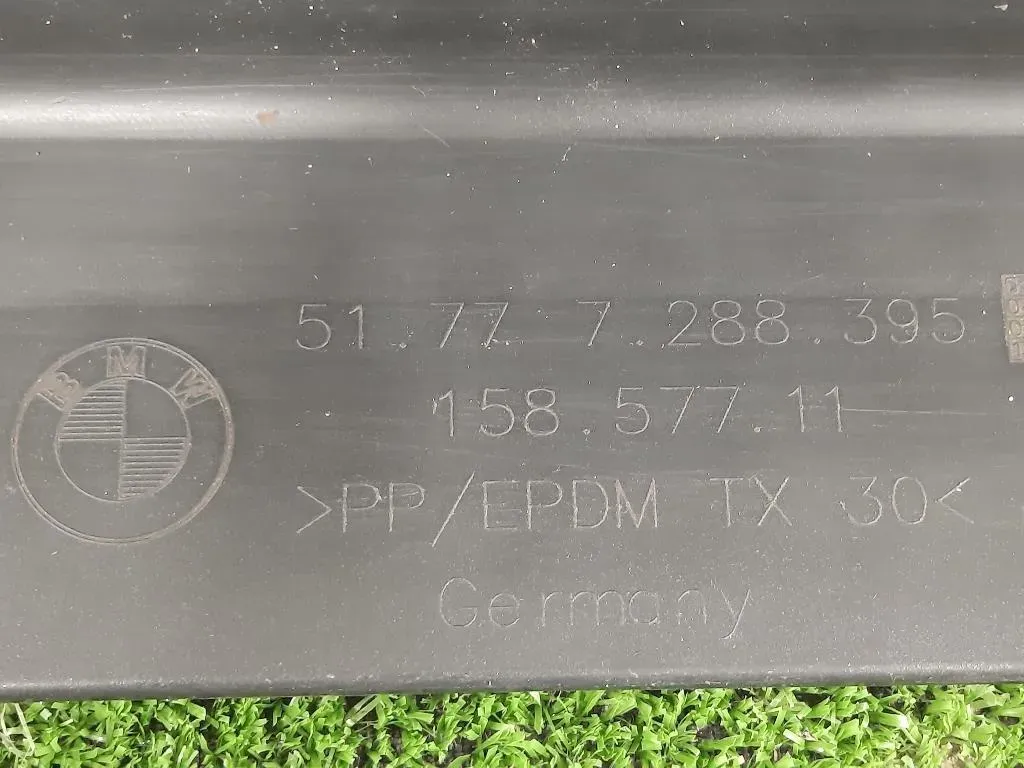 BMW
51.77 7.288.395
158.577.11
>PP/EPDM TX 30<
Germany